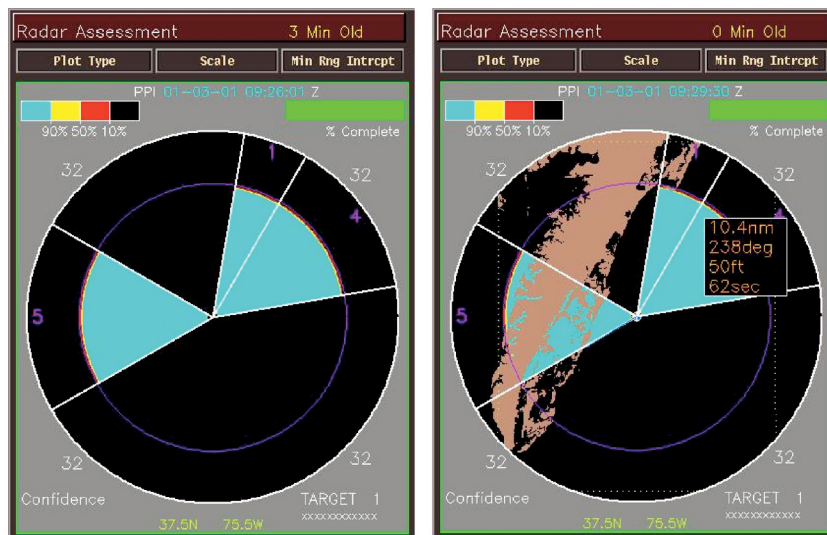 Radar Assessment 3 Min Old
Plot Type Scale Min Rng Intrcpt
PPI 01-03-01 09:26:01 Z
90% 50% 10% % Complete
1
32 32
4
5
32 32
Confidence TARGET 1
xxxxxxxxxxxx
37.5N 75.5W
Radar Assessment 0 Min Old
Plot Type Scale Min Rng Intrcpt
PPI 01-03-01 09:29:30 Z
90% 50% 10% % Complete
1
32 32
4
10.4nm
238deg
50ft
62sec
5
32 32
Confidence TARGET 1
xxxxxxxxxxxx
37.5N 75.5W